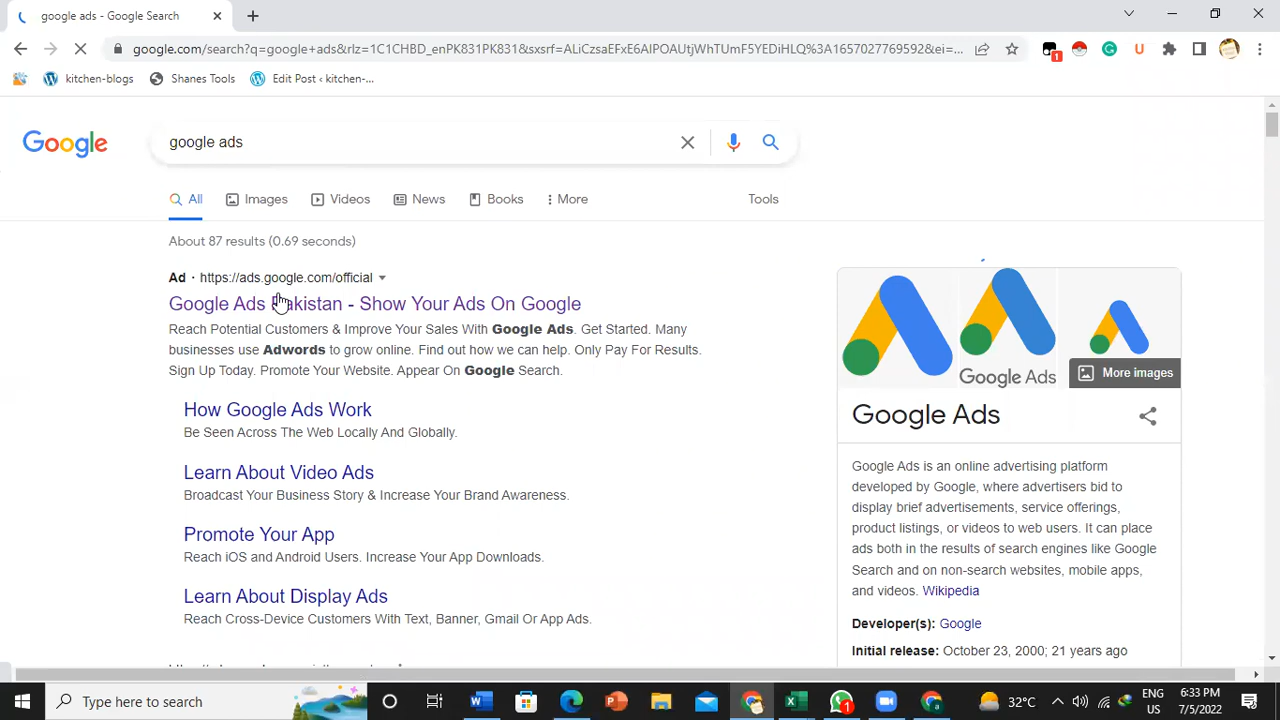 google ads - Google Search
google.com/search?q=google+ads&rlz=1C1CHBD_enPK831PK831&sxsrf=ALiCzsaEFxE6AIPOAUtjWhTUmF5YEDiHLQ%3A1657027769592&ei=...
1
kitchen-blogs
Shanes Tools
Edit Post ‹ kitchen-...
Google
google ads
All
Images
Videos
News
Books
More
Tools
About 87 results (0.69 seconds)
Ad · https://ads.google.com/official
Google Ads Pakistan - Show Your Ads On Google
Reach Potential Customers & Improve Your Sales With Google Ads. Get Started. Many
businesses use Adwords to grow online. Find out how we can help. Only Pay For Results.
Sign Up Today. Promote Your Website. Appear On Google Search.
How Google Ads Work
Be Seen Across The Web Locally And Globally.
Learn About Video Ads
Broadcast Your Business Story & Increase Your Brand Awareness.
Promote Your App
Reach iOS and Android Users. Increase Your App Downloads.
Learn About Display Ads
Reach Cross-Device Customers With Text, Banner, Gmail Or App Ads.
Google Ads
More images
Google Ads
Google Ads is an online advertising platform
developed by Google, where advertisers bid to
display brief advertisements, service offerings,
product listings, or videos to web users. It can place
ads both in the results of search engines like Google
Search and on non-search websites, mobile apps,
and videos. Wikipedia
Developer(s): Google
Initial release: October 23, 2000; 21 years ago
Type here to search
1
32°C
ENG
US
6:33 PM
7/5/2022